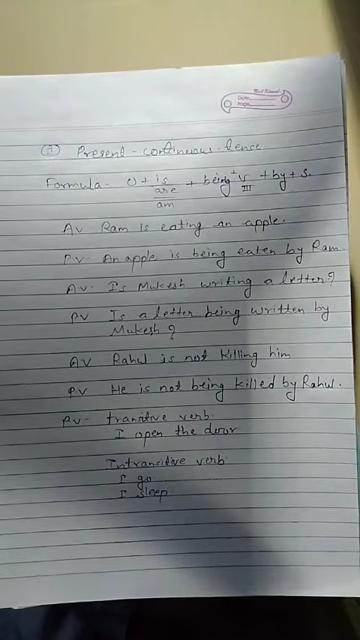 ② Present-continuous tense
Formula- O + is + being + V + by + s.
are III
am
AV Ram is eating an apple.
PV- An apple is being eaten by Ram
AV- Is Mukesh writing a letter?
PV Is a letter being written by
Mukesh?
AV Rahul is not killing him
PV He is not being killed by Rahul.
PV- tranitive verb
I open the door
Intransitive verb
I go
I sleep